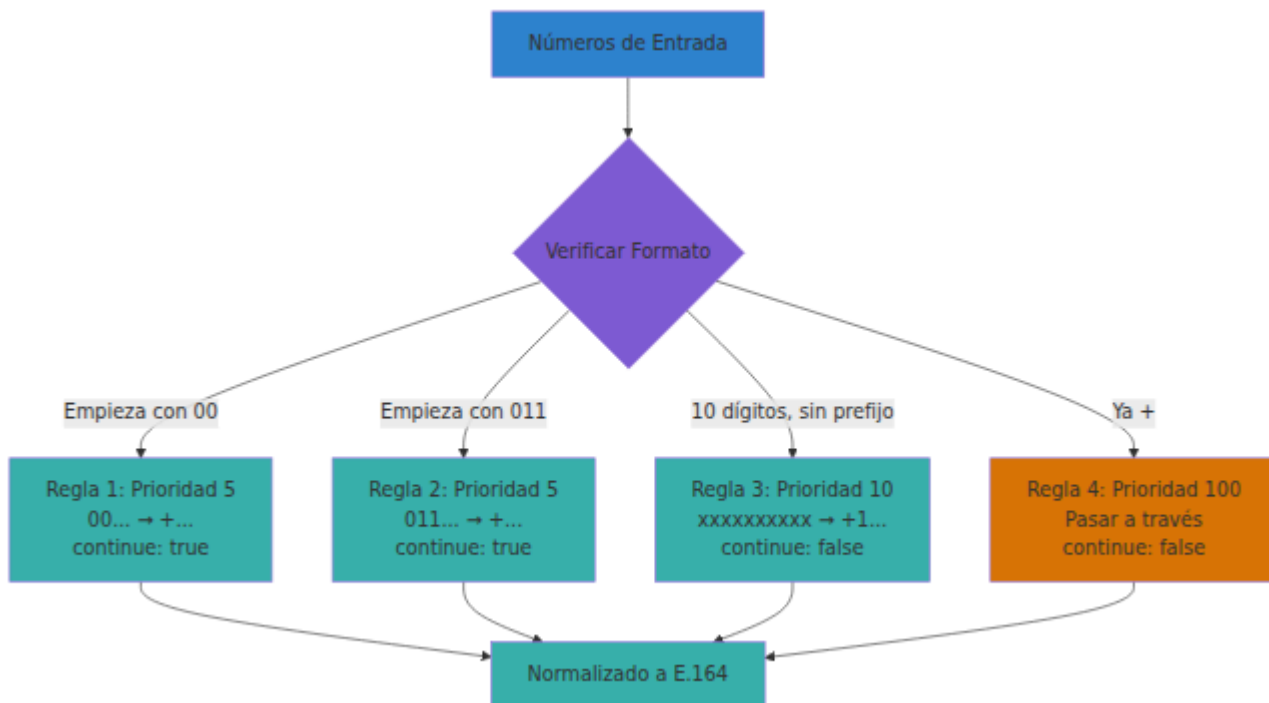 Números de Entrada
Verificar Formato
Empieza con 00
Empieza con 011
10 dígitos, sin prefijo
Ya +
Regla 1: Prioridad 5
00... → +...
continue: true
Regla 2: Prioridad 5
011... → +...
continue: true
Regla 3: Prioridad 10
xxxxxxxxxx → +1...
continue: false
Regla 4: Prioridad 100
Pasar a través
continue: false
Normalizado a E.164